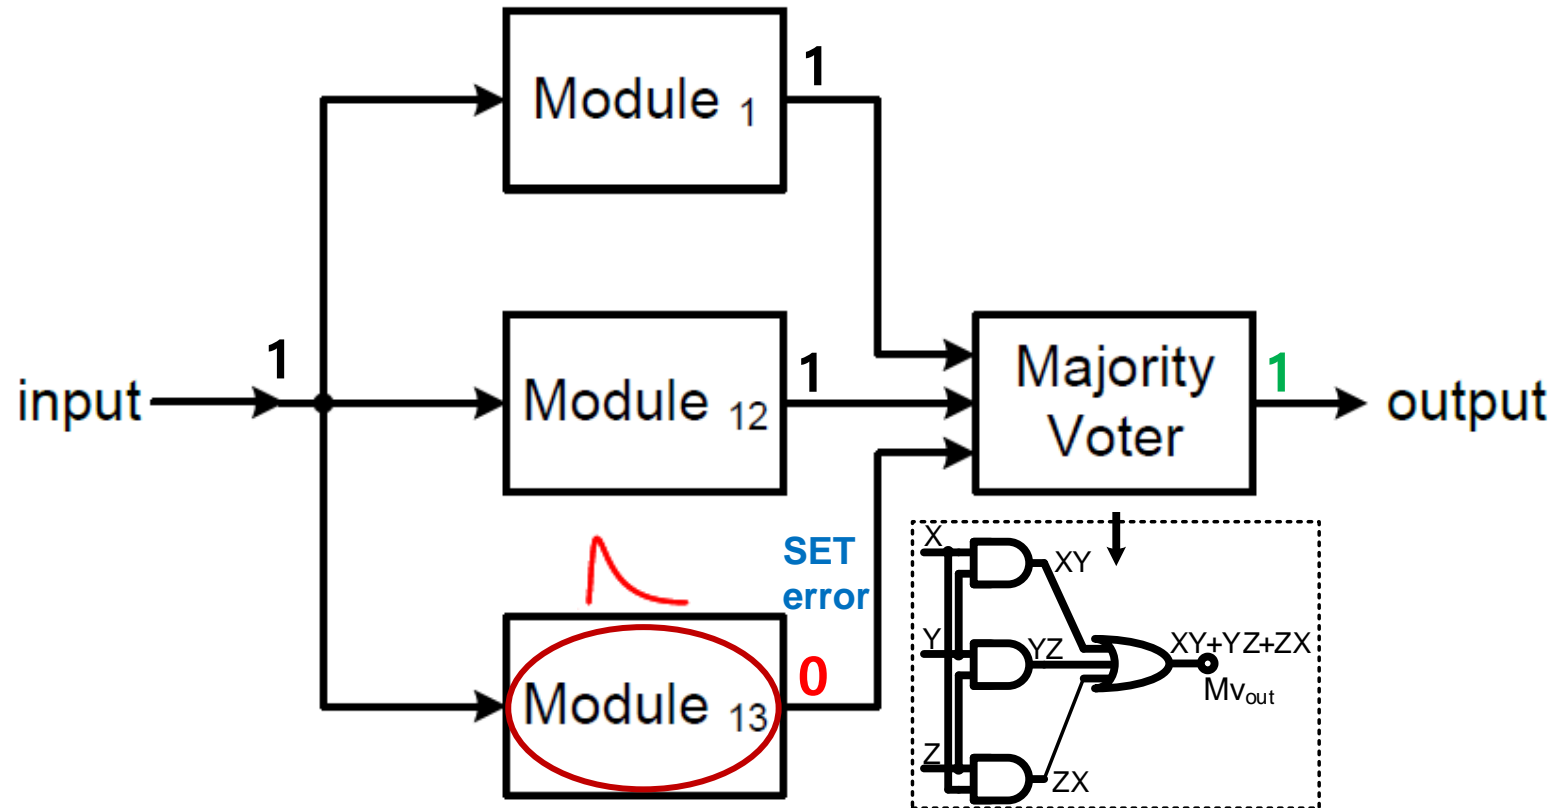 Module 1
1
input
1
Module 12
1
Majority
Voter
1
output
SET
error
Module 13
0
X
XY
Y
YZ
XY+YZ+ZX
Mvout
Z
ZX